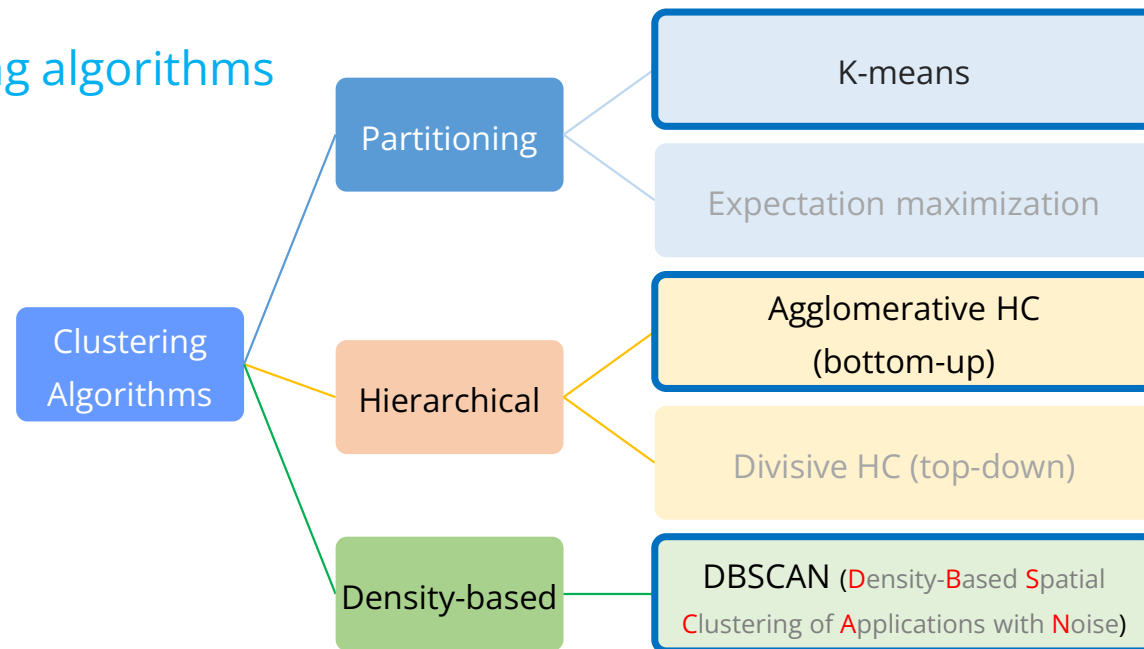 ng algorithms
K-means
Partitioning
Expectation maximization
Agglomerative HC
(bottom-up)
Clustering
Algorithms
Hierarchical
Divisive HC (top-down)
Density-based
DBSCAN (Density-Based Spatial
Clustering of Applications with Noise)